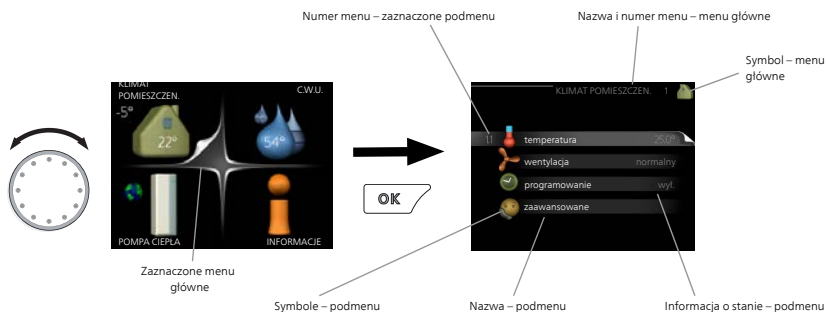 Numer menu – zaznaczone podmenu
Nazwa i numer menu – menu główne
Symbol – menu
główne
KLIMAT
POMIESZCZEN.
C.W.U.
-5°
22°
54°
POMPA CIEPŁA
INFORMACJE
OK
KLIMAT POMIESZCZEN. 1
1.1 temperatura 25.0°
wentylacja normalny
programowanie wył.
zaawansowane
Zaznaczone menu
główne
Symbole – podmenu
Nazwa – podmenu
Informacja o stanie – podmenu